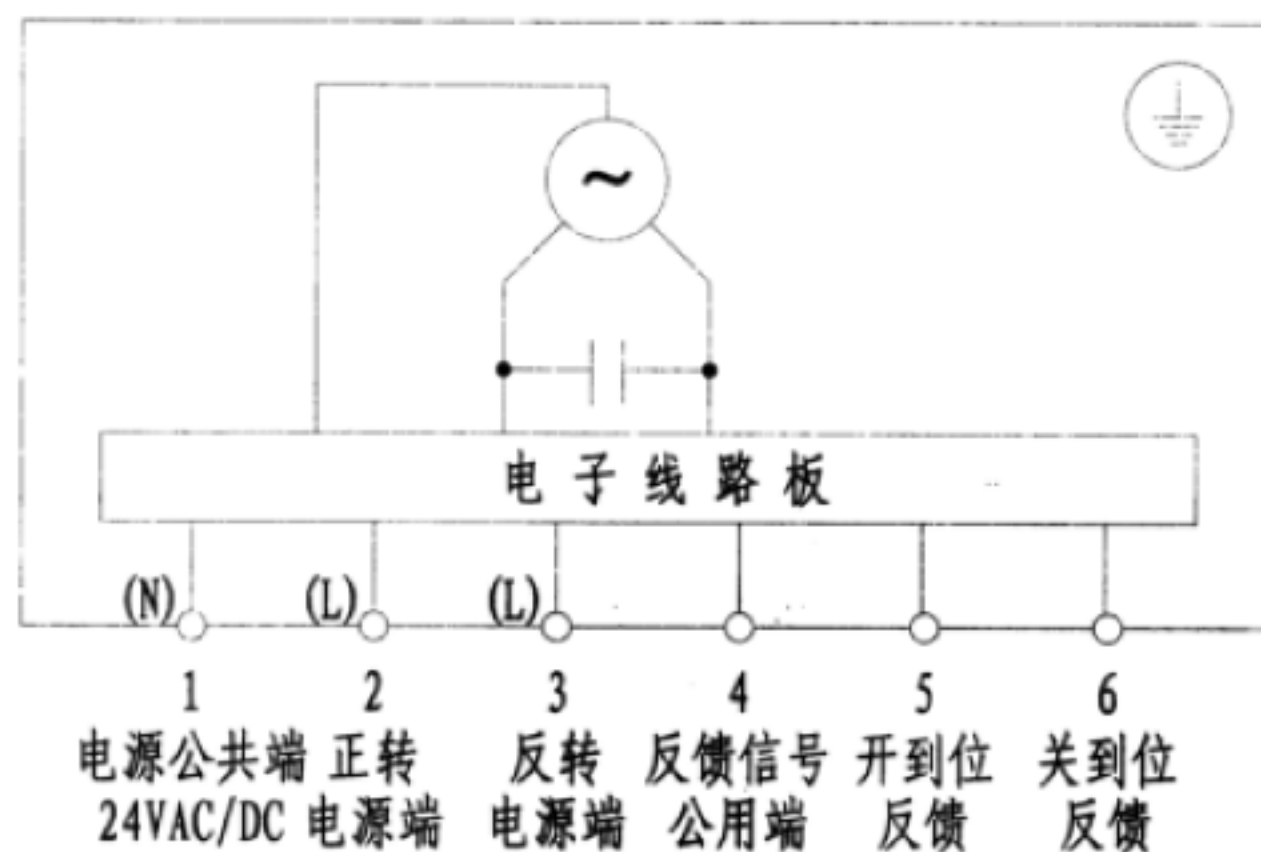 ~
电子线路板
(N) (L) (L)
1 2 3 4 5 6
电源公共端 正转 反转 反馈信号 开到位 关到位
24VAC/DC 电源端 电源端 公用端 反馈 反馈